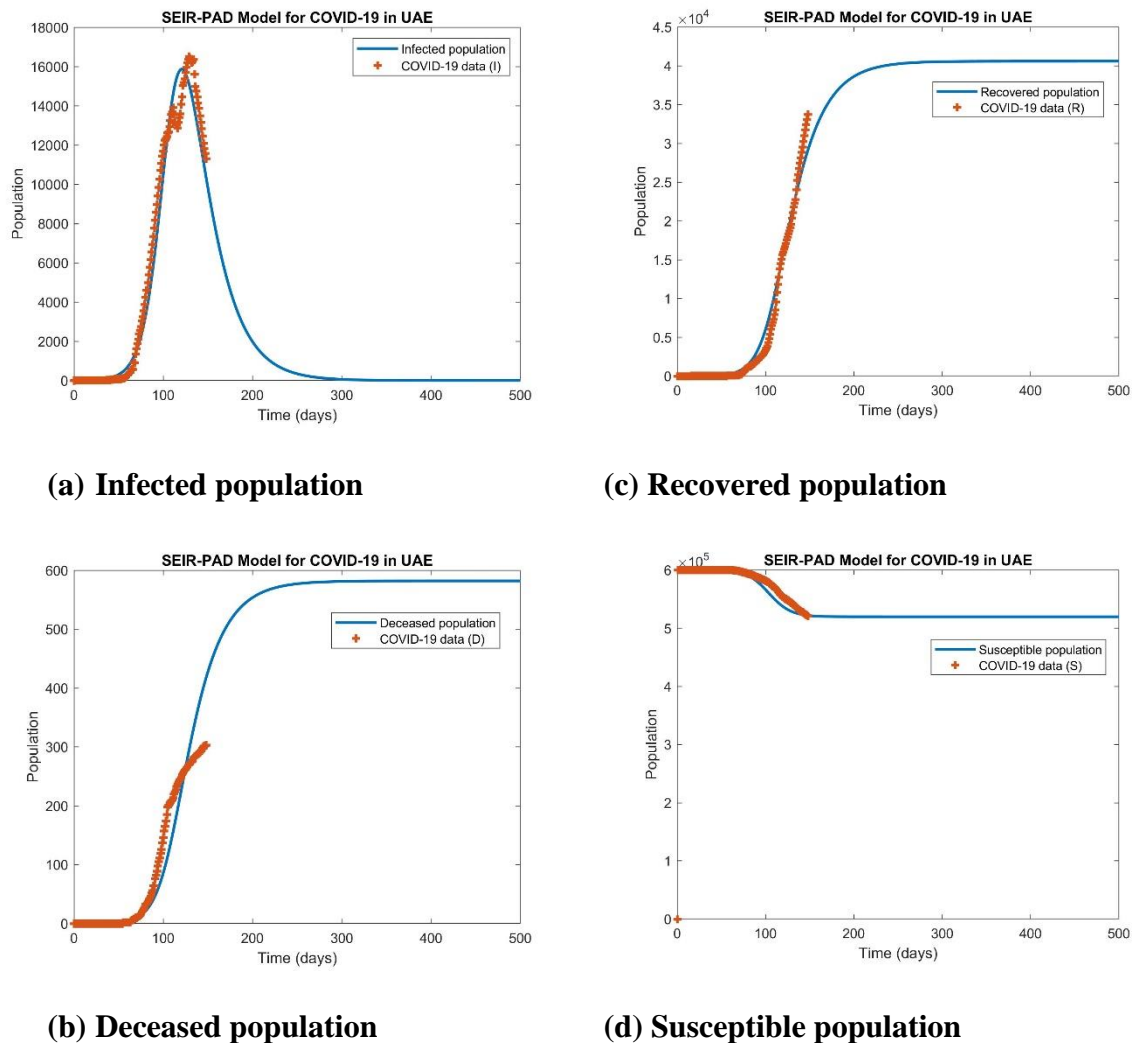 SEIR-PAD Model for COVID-19 in UAE
18000
16000
14000
12000
10000
8000
6000
4000
2000
0
Population
Infected population
COVID-19 data (I)
0 100 200 300 400 500
Time (days)
(a) Infected population
SEIR-PAD Model for COVID-19 in UAE
×10⁴
4.5
4
3.5
3
2.5
2
1.5
1
0.5
0
Population
Recovered population
COVID-19 data (R)
0 100 200 300 400 500
Time (days)
(c) Recovered population
SEIR-PAD Model for COVID-19 in UAE
600
500
400
300
200
100
0
Population
Deceased population
COVID-19 data (D)
0 100 200 300 400 500
Time (days)
(b) Deceased population
SEIR-PAD Model for COVID-19 in UAE
×10⁵
6
5
4
3
2
1
0
Population
Susceptible population
COVID-19 data (S)
0 100 200 300 400 500
Time (days)
(d) Susceptible population